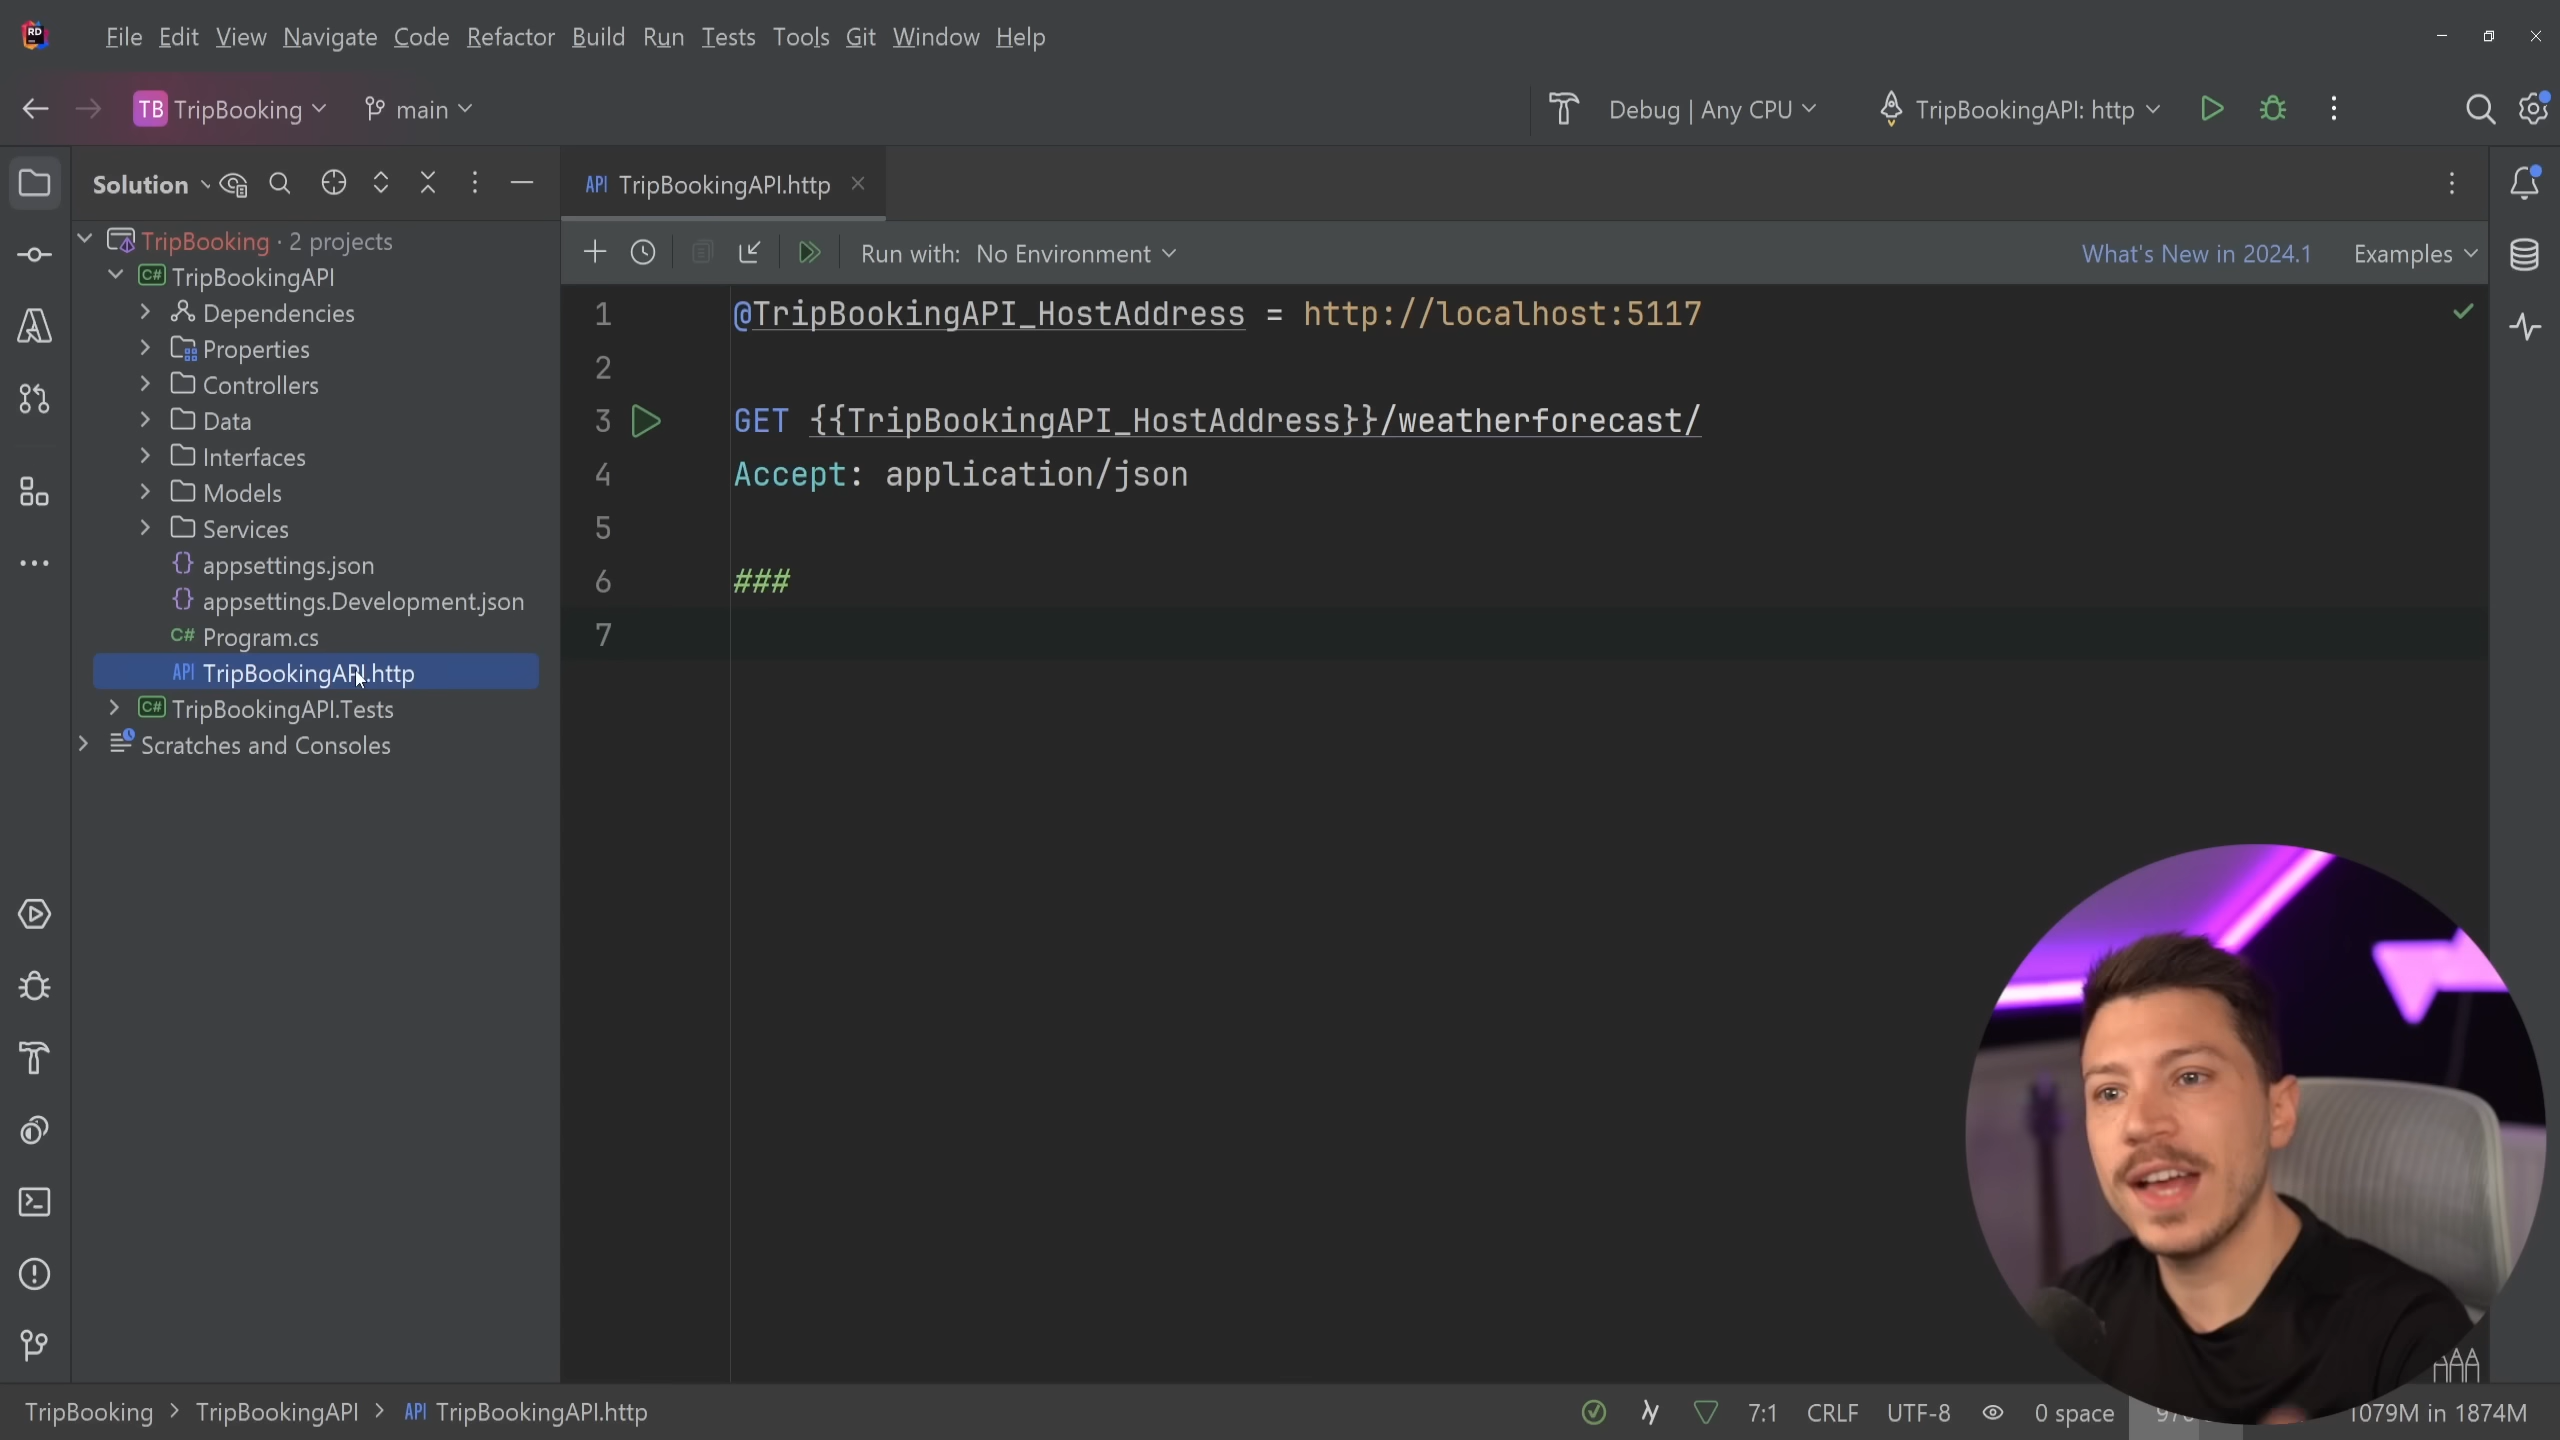 RD File Edit View Navigate Code Refactor Build Run Tests Tools Git Window Help
TB TripBooking main Debug | Any CPU TripBookingAPI: http
Solution API TripBookingAPI.http
TripBooking · 2 projects
TripBookingAPI
Dependencies
Properties
Controllers
Data
Interfaces
Models
Services
{} appsettings.json
{} appsettings.Development.json
C# Program.cs
API TripBookingAPI.http
C# TripBookingAPI.Tests
Scratches and Consoles
Run with: No Environment What's New in 2024.1 Examples
1 @TripBookingAPI_HostAddress = http://localhost:5117
2
3 GET {{TripBookingAPI_HostAddress}}/weatherforecast/
4 Accept: application/json
5
6 ###
7
TripBooking > TripBookingAPI > API TripBookingAPI.http 7:1 CRLF UTF-8 0 space 1079M in 1874M